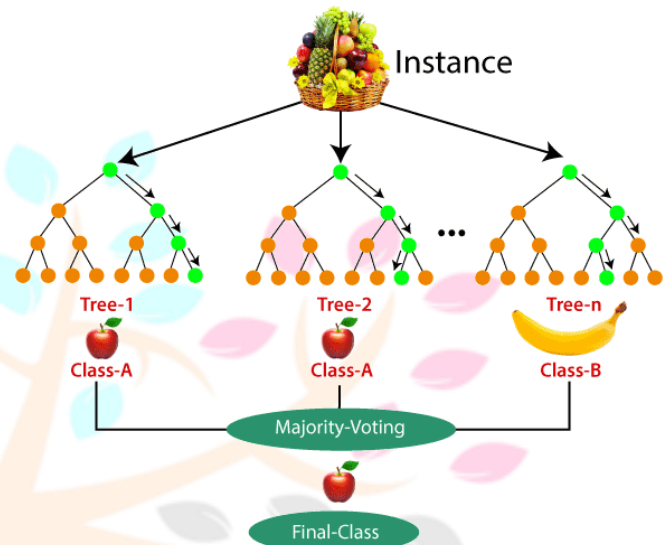 Instance
...
Tree-1
Tree-2
Tree-n
Class-A
Class-A
Class-B
Majority-Voting
Final-Class